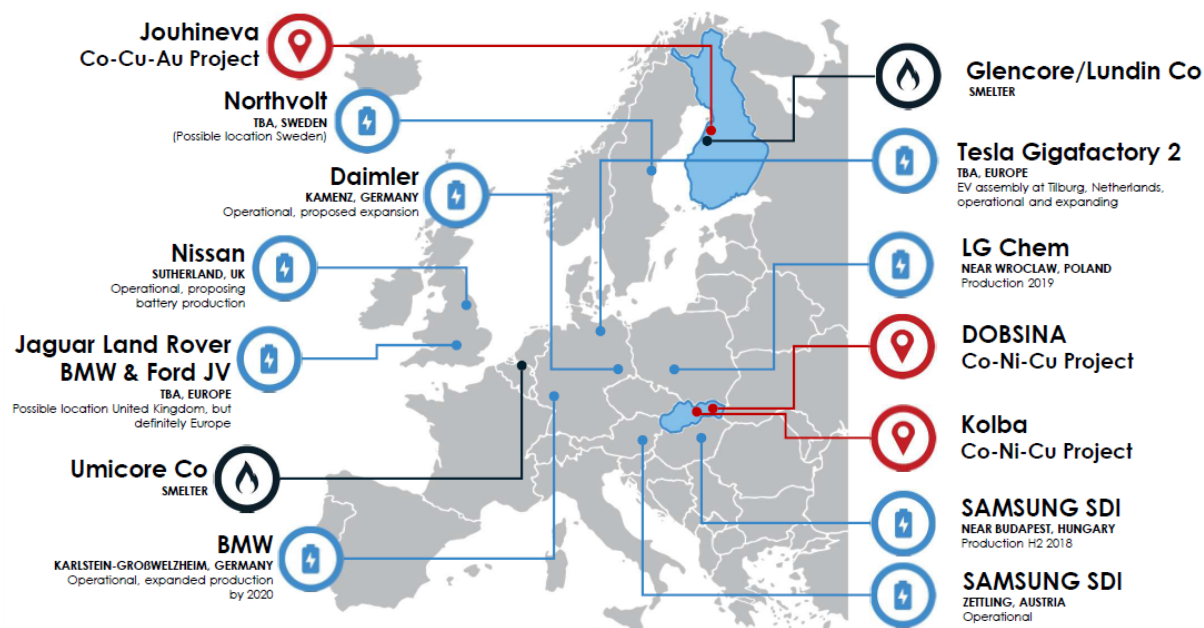 Jouhineva
Co-Cu-Au Project
Northvolt
TBA, SWEDEN
(Possible location Sweden)
Daimler
KAMENZ, GERMANY
Operational, proposed expansion
Nissan
SUTHERLAND, UK
Operational, proposing
battery production
Jaguar Land Rover
BMW & Ford JV
TBA, EUROPE
Possible location United Kingdom, but
definitely Europe
Umicore Co
SMELTER
BMW
KARLSTEIN-GROßWELZHEIM, GERMANY
Operational, expanded production
by 2020
Glencore/Lundin Co
SMELTER
Tesla Gigafactory 2
TBA, EUROPE
EV assembly at Tilburg, Netherlands,
operational and expanding
LG Chem
NEAR WROCLAW, POLAND
Production 2019
DOBSINA
Co-Ni-Cu Project
Kolba
Co-Ni-Cu Project
SAMSUNG SDI
NEAR BUDAPEST, HUNGARY
Production H2 2018
SAMSUNG SDI
ZETTLING, AUSTRIA
Operational